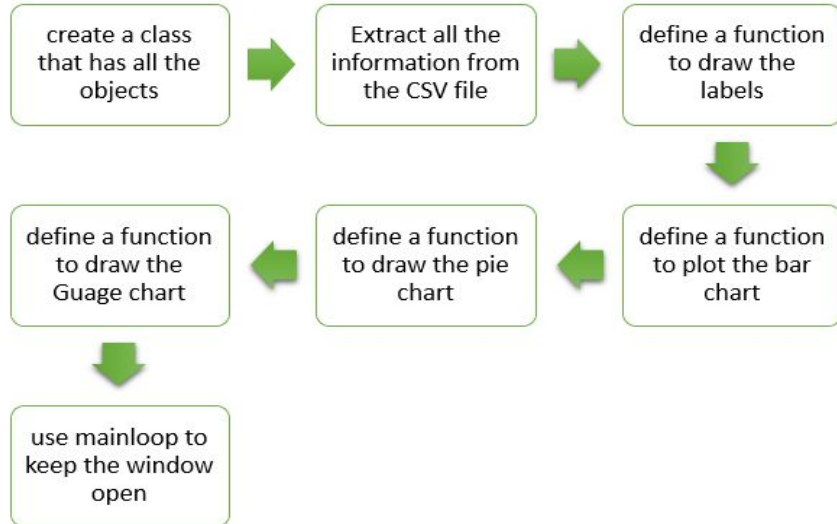 create a class
that has all the
objects
Extract all the
information from
the CSV file
define a function
to draw the
labels
define a function
to plot the bar
chart
define a function
to draw the pie
chart
define a function
to draw the
Guage chart
use mainloop to
keep the window
open